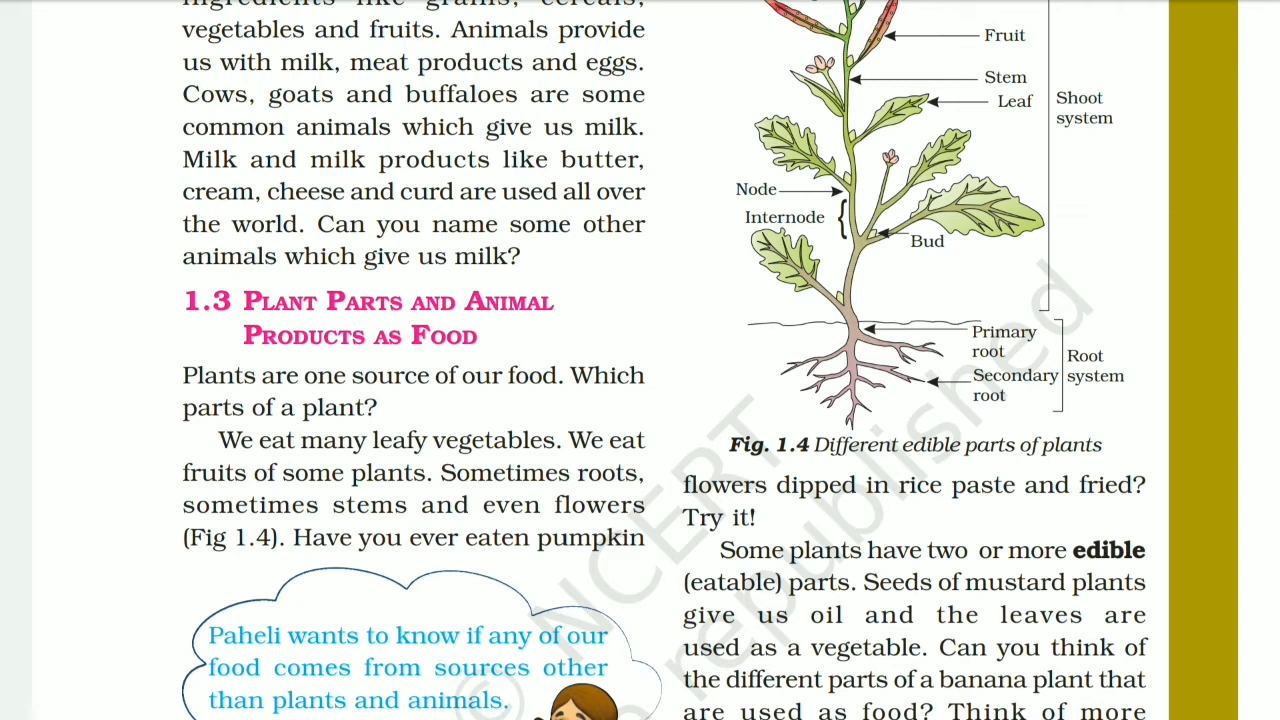 ingredients like grains, cereals,
vegetables and fruits. Animals provide
us with milk, meat products and eggs.
Cows, goats and buffaloes are some
common animals which give us milk.
Milk and milk products like butter,
cream, cheese and curd are used all over
the world. Can you name some other
animals which give us milk?
1.3 PLANT PARTS AND ANIMAL
PRODUCTS AS FOOD
Plants are one source of our food. Which
parts of a plant?
We eat many leafy vegetables. We eat
fruits of some plants. Sometimes roots,
sometimes stems and even flowers
(Fig 1.4). Have you ever eaten pumpkin
Paheli wants to know if any of our
food comes from sources other
than plants and animals.
Fruit
Stem
Leaf
Shoot
system
Node
Internode
Bud
Primary
root
Secondary
root
Root
system
Fig. 1.4 Different edible parts of plants
flowers dipped in rice paste and fried?
Try it!
Some plants have two or more edible
(eatable) parts. Seeds of mustard plants
give us oil and the leaves are
used as a vegetable. Can you think of
the different parts of a banana plant that
are used as food? Think of more
© NCERT
republished